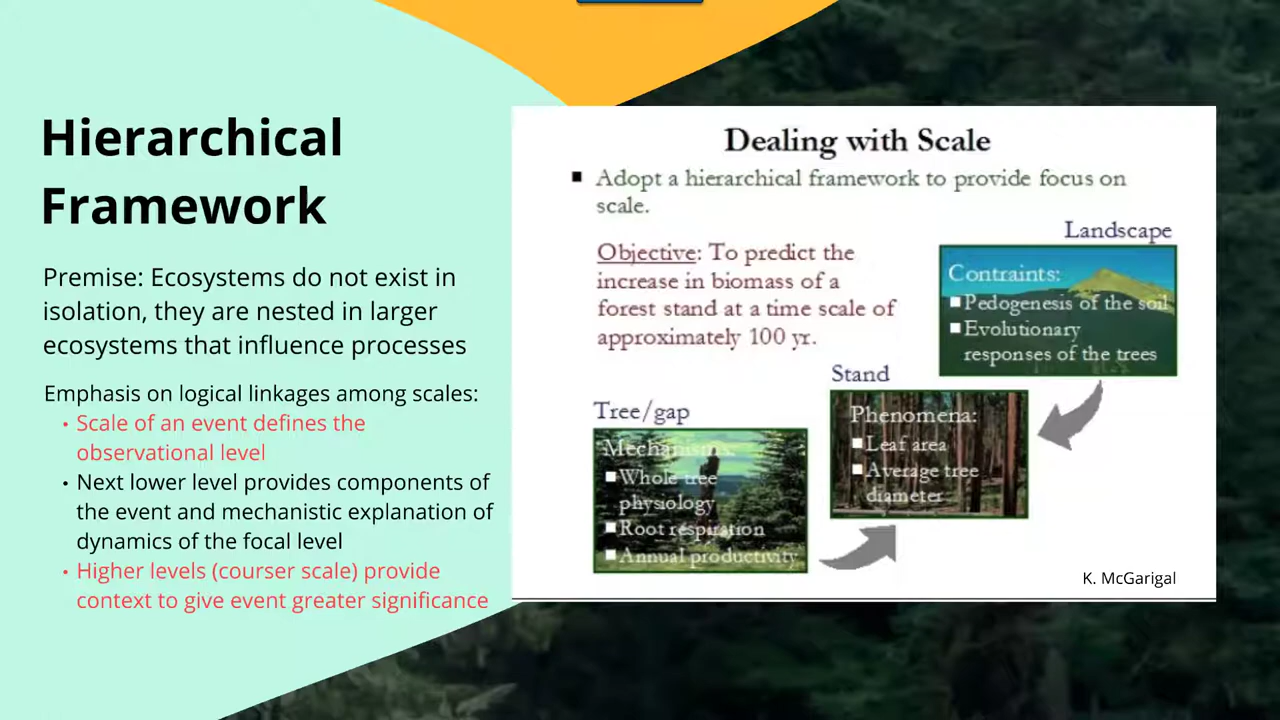 Hierarchical
Framework
Premise: Ecosystems do not exist in
isolation, they are nested in larger
ecosystems that influence processes
Emphasis on logical linkages among scales:
• Scale of an event defines the
observational level
• Next lower level provides components of
the event and mechanistic explanation of
dynamics of the focal level
• Higher levels (courser scale) provide
context to give event greater significance
Dealing with Scale
■ Adopt a hierarchical framework to provide focus on
scale.
Objective: To predict the
increase in biomass of a
forest stand at a time scale of
approximately 100 yr.
Landscape
Contraints:
■ Pedogenesis of the soil
■ Evolutionary
responses of the trees
Stand
Phenomena:
■ Leaf area
■ Average tree
diameter
Tree/gap
Mechanisms:
■ Whole tree
physiology
■ Root respiration
■ Annual productivity
K. McGarigal